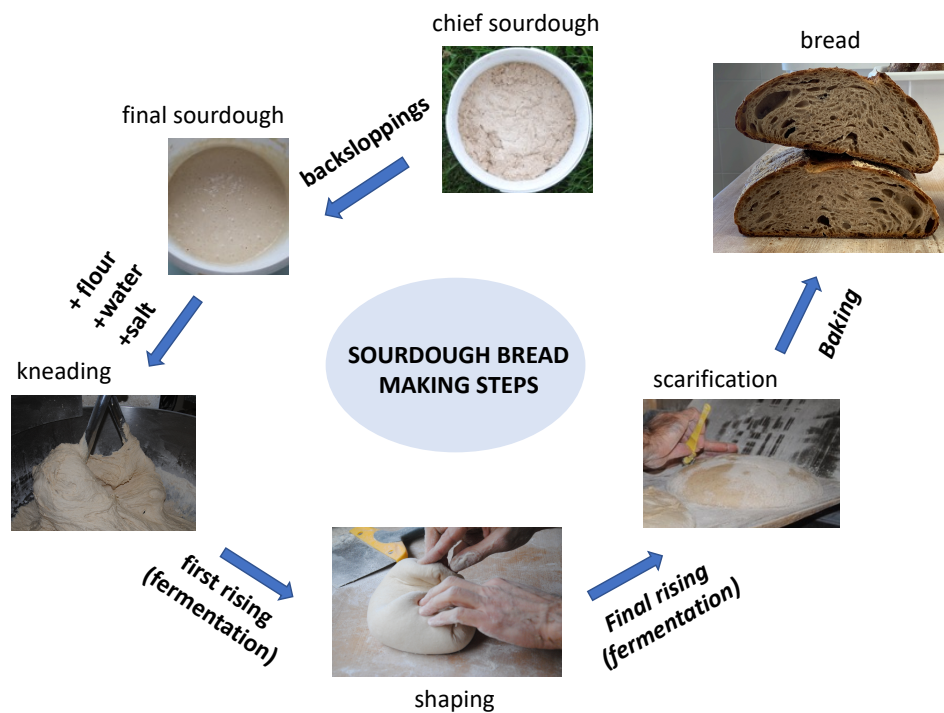 chief sourdough
backsloppings
final sourdough
+ flour
+water
+salt
kneading
first rising
(fermentation)
shaping
Final rising
(fermentation)
scarification
Baking
bread
SOURDOUGH BREAD
MAKING STEPS